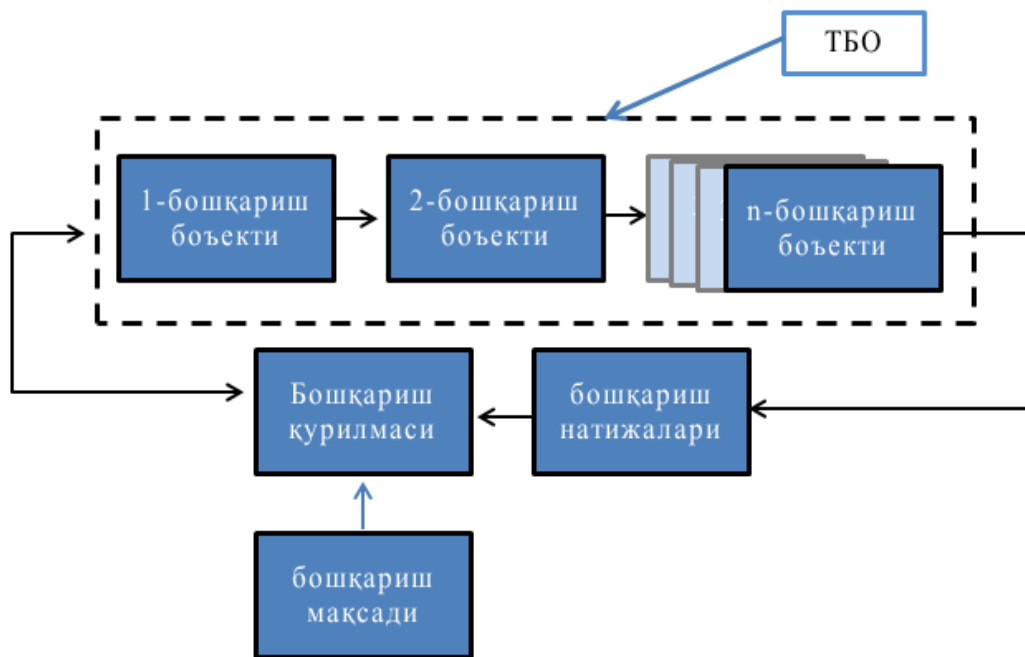 ТБО
1-бошқариш
боъекти
2-бошқариш
боъекти
n-бошқариш
боъекти
Бошқариш
қурилмаси
бошқариш
натижалари
бошқариш
мақсади